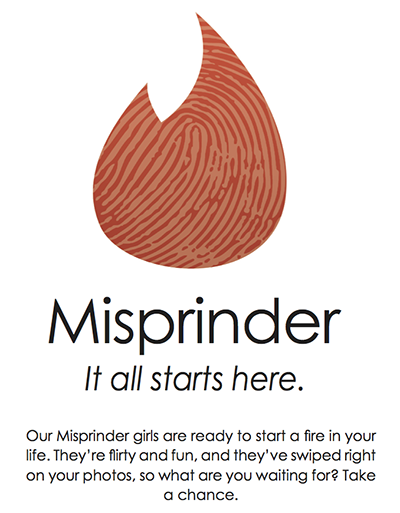 Misprinder
It all starts here.
Our Misprinder girls are ready to start a fire in your
life. They're flirty and fun, and they've swiped right
on your photos, so what are you waiting for? Take
a chance.